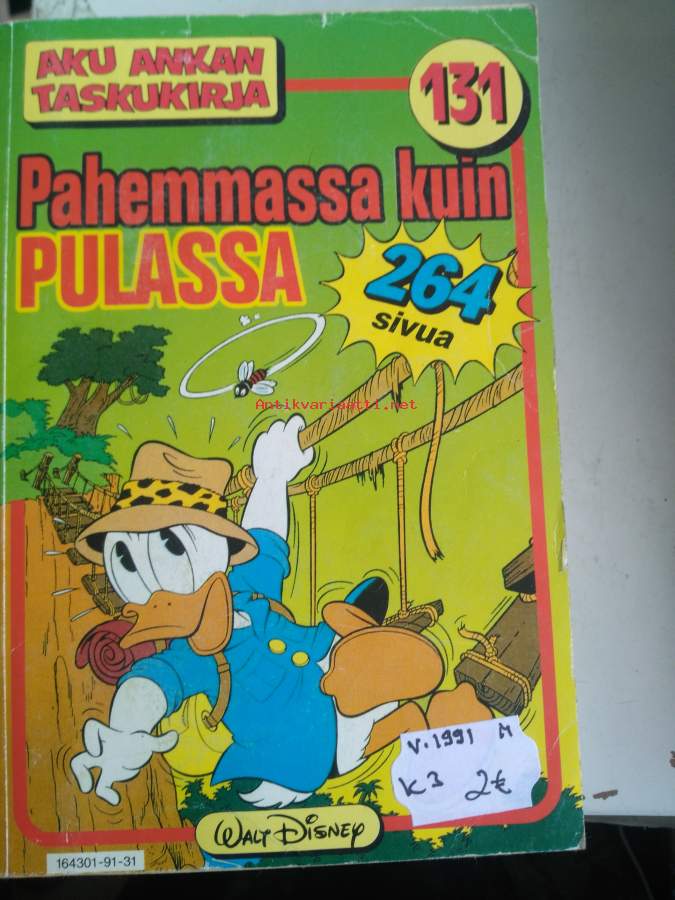 AKU ANKAN
TASKUKIRJA
131
Pahemmassa kuin
PULASSA
264
sivua
Antikvariaatti.net
V. 1991 M
K3 2€
WALT DISNEY
164301-91-31